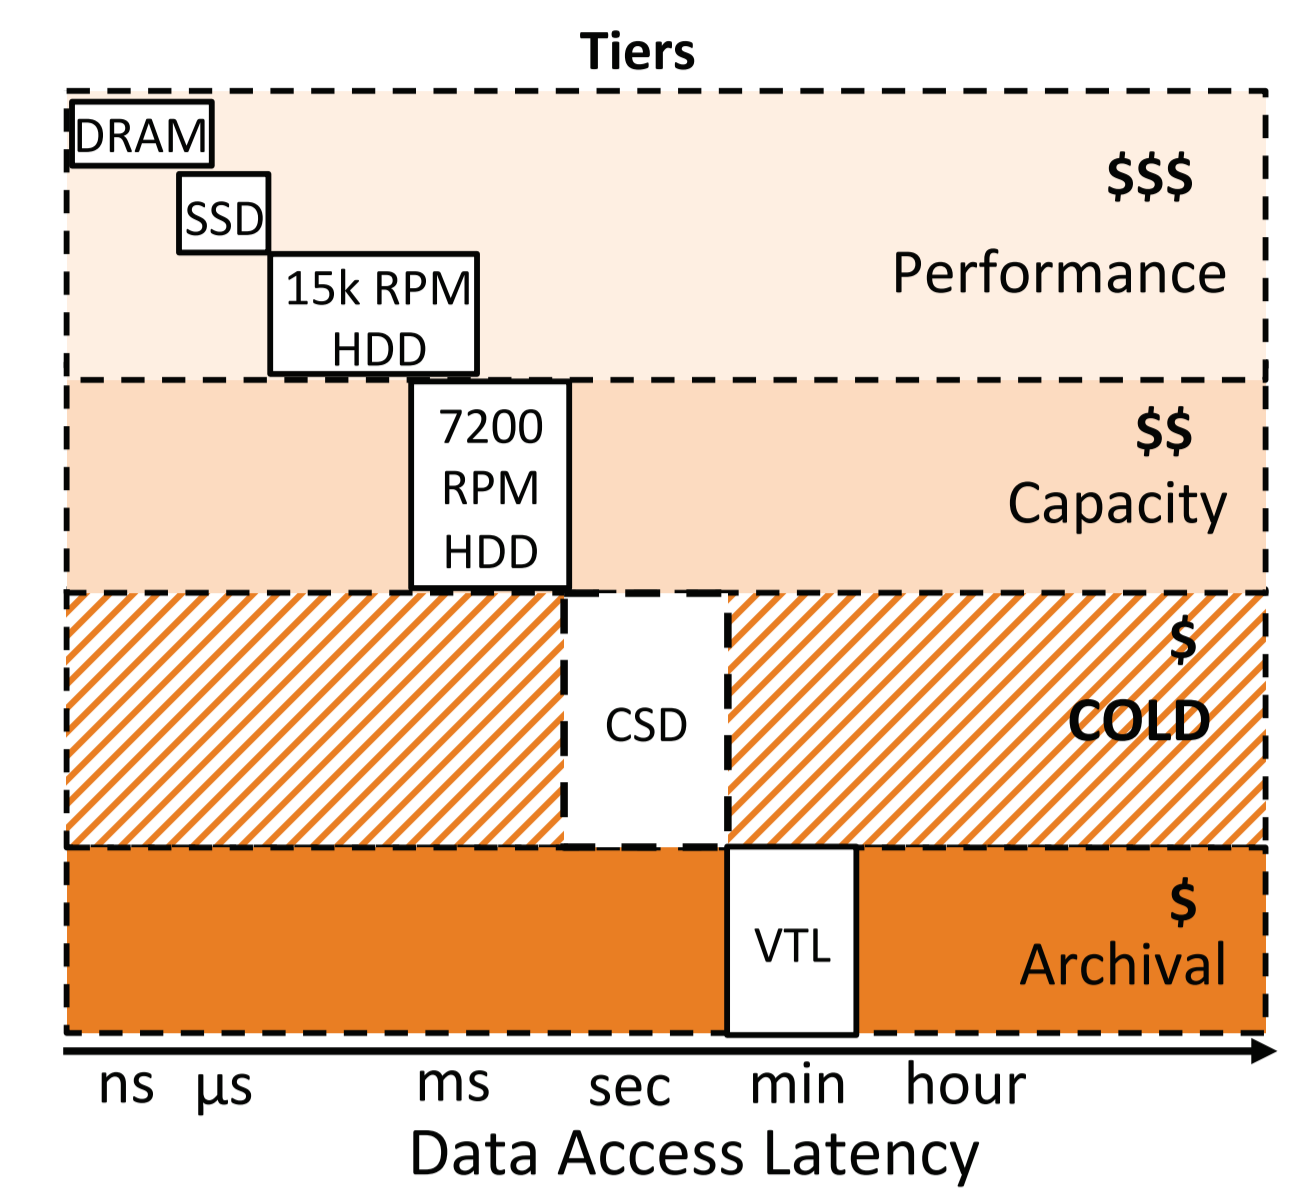 Tiers
DRAM
$$$
SSD
Performance
15k RPM
HDD
7200
$$
RPM
Capacity
HDD
$
CSD
COLD
$
VTL
Archival
ns µs ms sec min hour
Data Access Latency